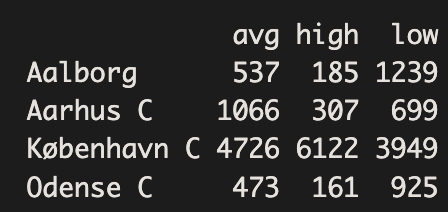 avg high low
Aalborg 537 185 1239
Aarhus C 1066 307 699
København C 4726 6122 3949
Odense C 473 161 925